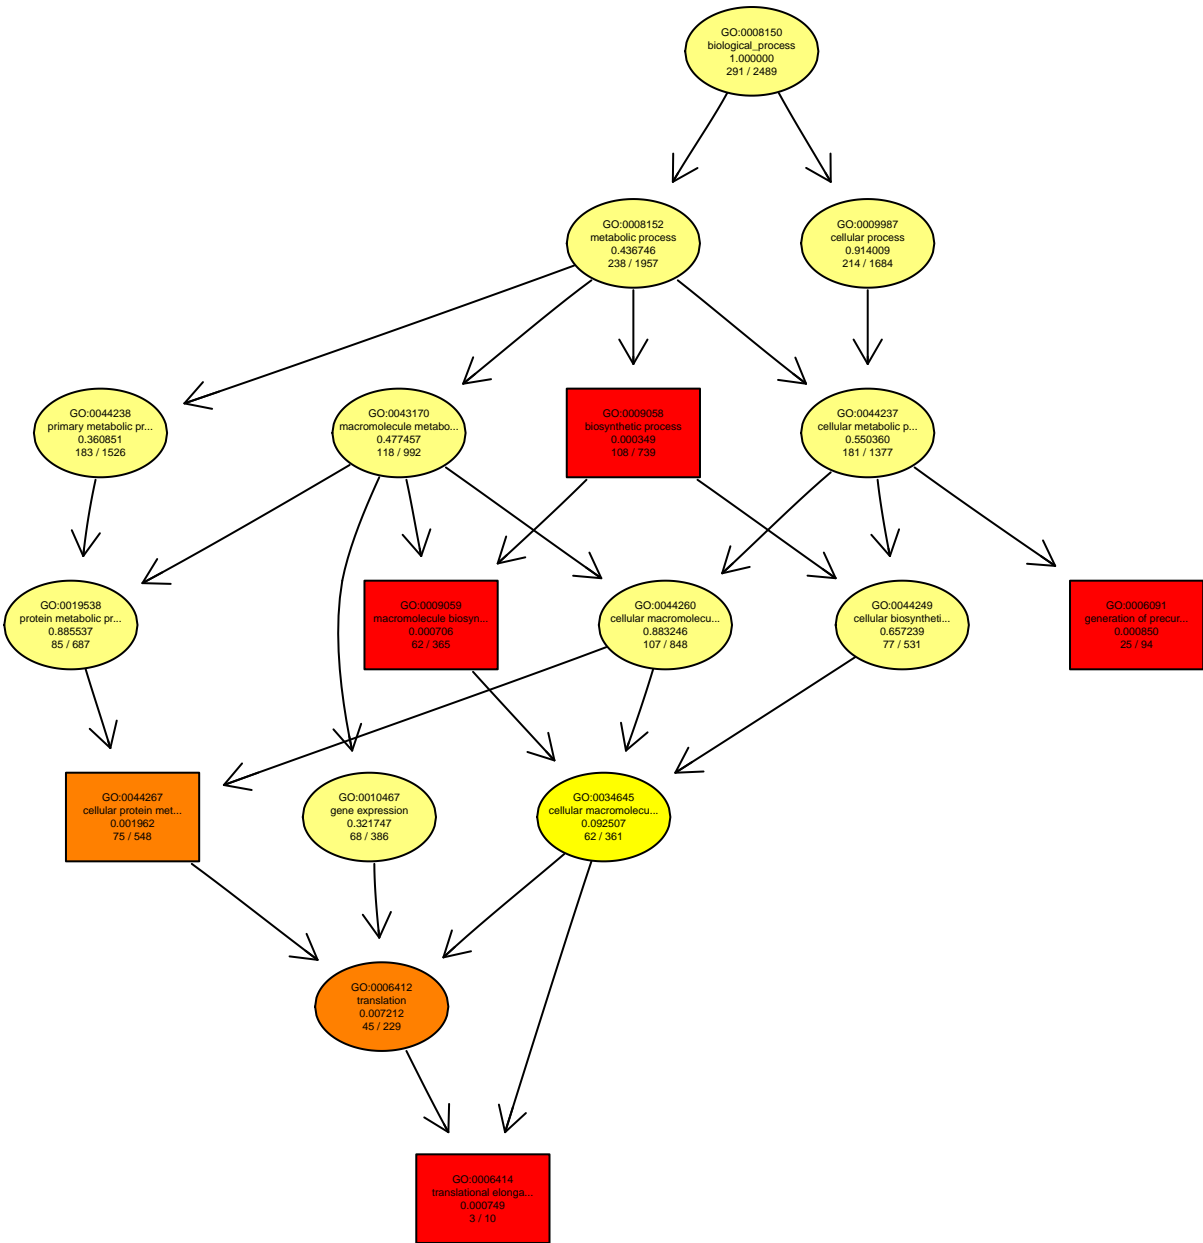 GO:0008150
biological_process
1.000000
291 / 2489
GO:0008152
metabolic process
0.436746
238 / 1957
GO:0009987
cellular process
0.914009
214 / 1684
GO:0044238
primary metabolic pr...
0.360851
183 / 1526
GO:0043170
macromolecule metabo...
0.477457
118 / 992
GO:0009058
biosynthetic process
0.000349
108 / 739
GO:0044237
cellular metabolic p...
0.550360
181 / 1377
GO:0019538
protein metabolic pr...
0.885537
85 / 687
GO:0009059
macromolecule biosyn...
0.000706
62 / 365
GO:0044260
cellular macromolecu...
0.883246
107 / 848
GO:0044249
cellular biosyntheti...
0.657239
77 / 531
GO:0006091
generation of precur...
0.000850
25 / 94
GO:0044267
cellular protein met...
0.001962
75 / 548
GO:0010467
gene expression
0.321747
68 / 386
GO:0034645
cellular macromolecu...
0.092507
62 / 361
GO:0006412
translation
0.007212
45 / 229
GO:0006414
translational elonga...
0.000749
3 / 10